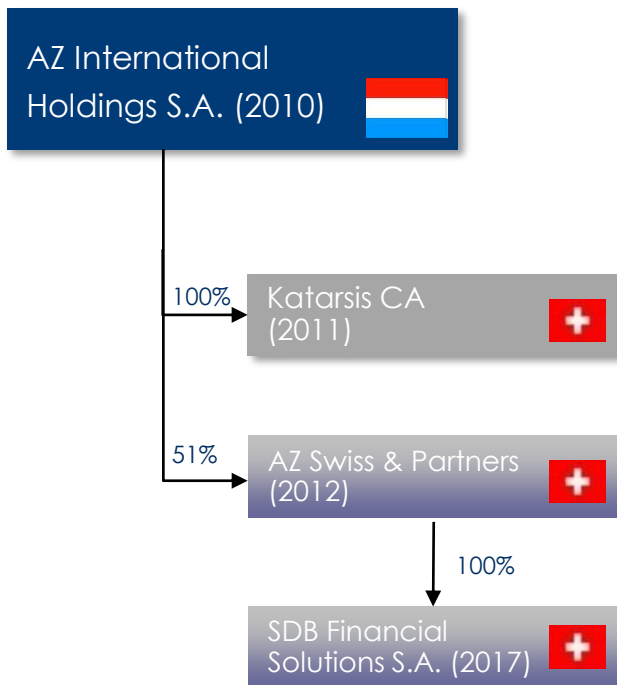 AZ International
Holdings S.A. (2010)
100%
Katarsis CA
(2011)
51%
AZ Swiss & Partners
(2012)
100%
SDB Financial
Solutions S.A. (2017)